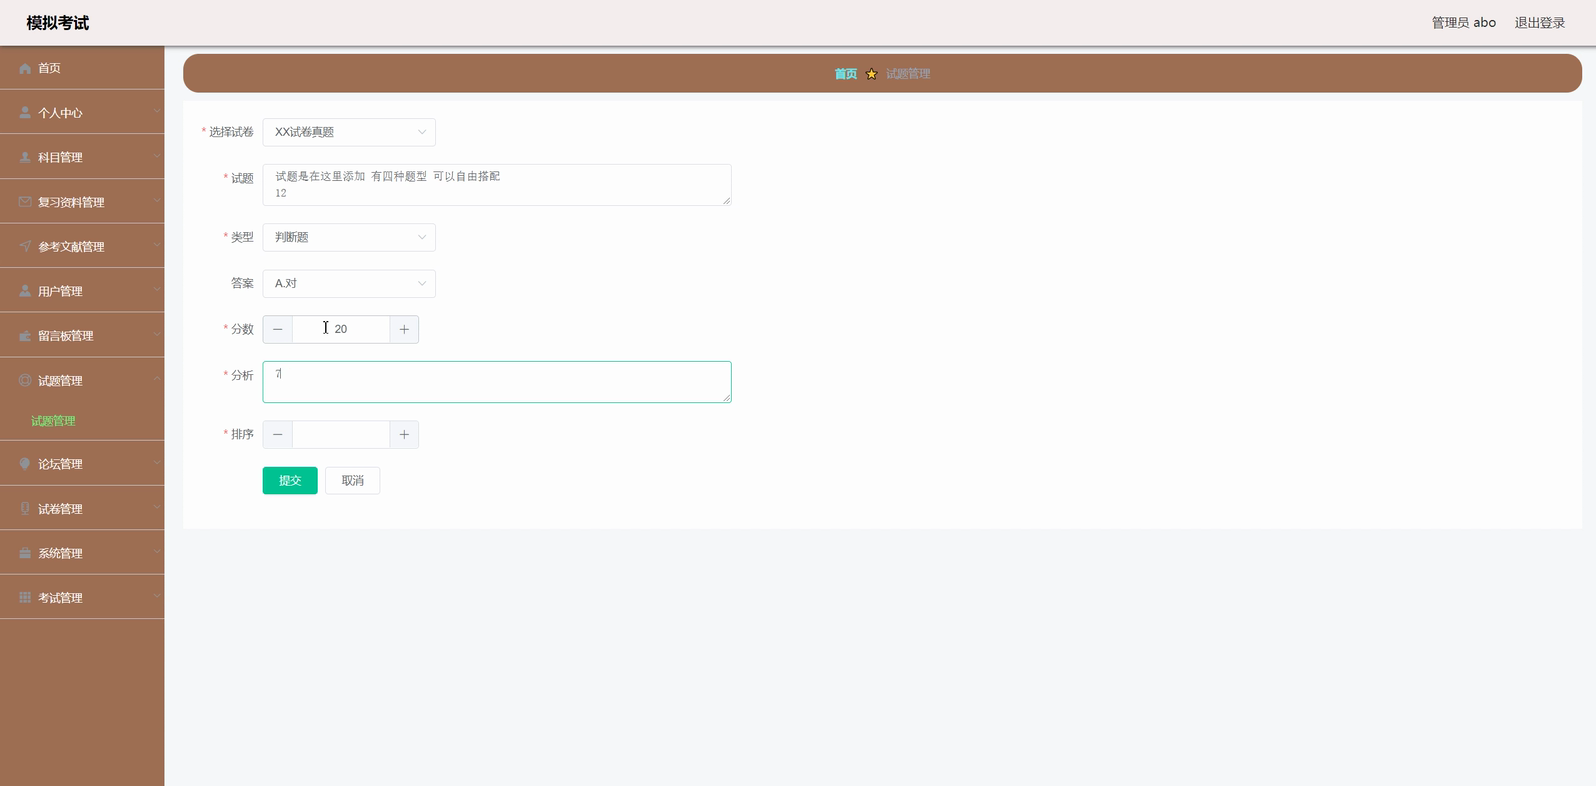 模拟考试
管理员 abo 退出登录
首页
个人中心
科目管理
复习资料管理
参考文献管理
用户管理
留言板管理
试题管理
试题管理
论坛管理
试卷管理
系统管理
考试管理
首页 试题管理
* 选择试卷 XX试卷真题
* 试题 试题是在这里添加 有四种题型 可以自由搭配
12
* 类型 判断题
答案 A.对
* 分数 20
* 分析 7
* 排序
提交 取消